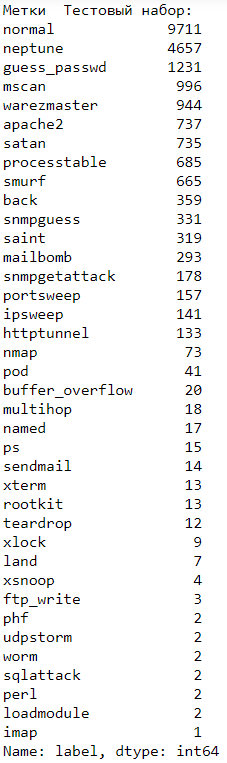 Метки  Тестовый набор:
normal 9711
neptune 4657
guess_passwd 1231
mscan 996
warezmaster 944
apache2 737
satan 735
processtable 685
smurf 665
back 359
snmpguess 331
saint 319
mailbomb 293
snmpgetattack 178
portsweep 157
ipsweep 141
httptunnel 133
nmap 73
pod 41
buffer_overflow 20
multihop 18
named 17
ps 15
sendmail 14
xterm 13
rootkit 13
teardrop 12
xlock 9
land 7
xsnoop 4
ftp_write 3
phf 2
udpstorm 2
worm 2
sqlattack 2
perl 2
loadmodule 2
imap 1
Name: label, dtype: int64